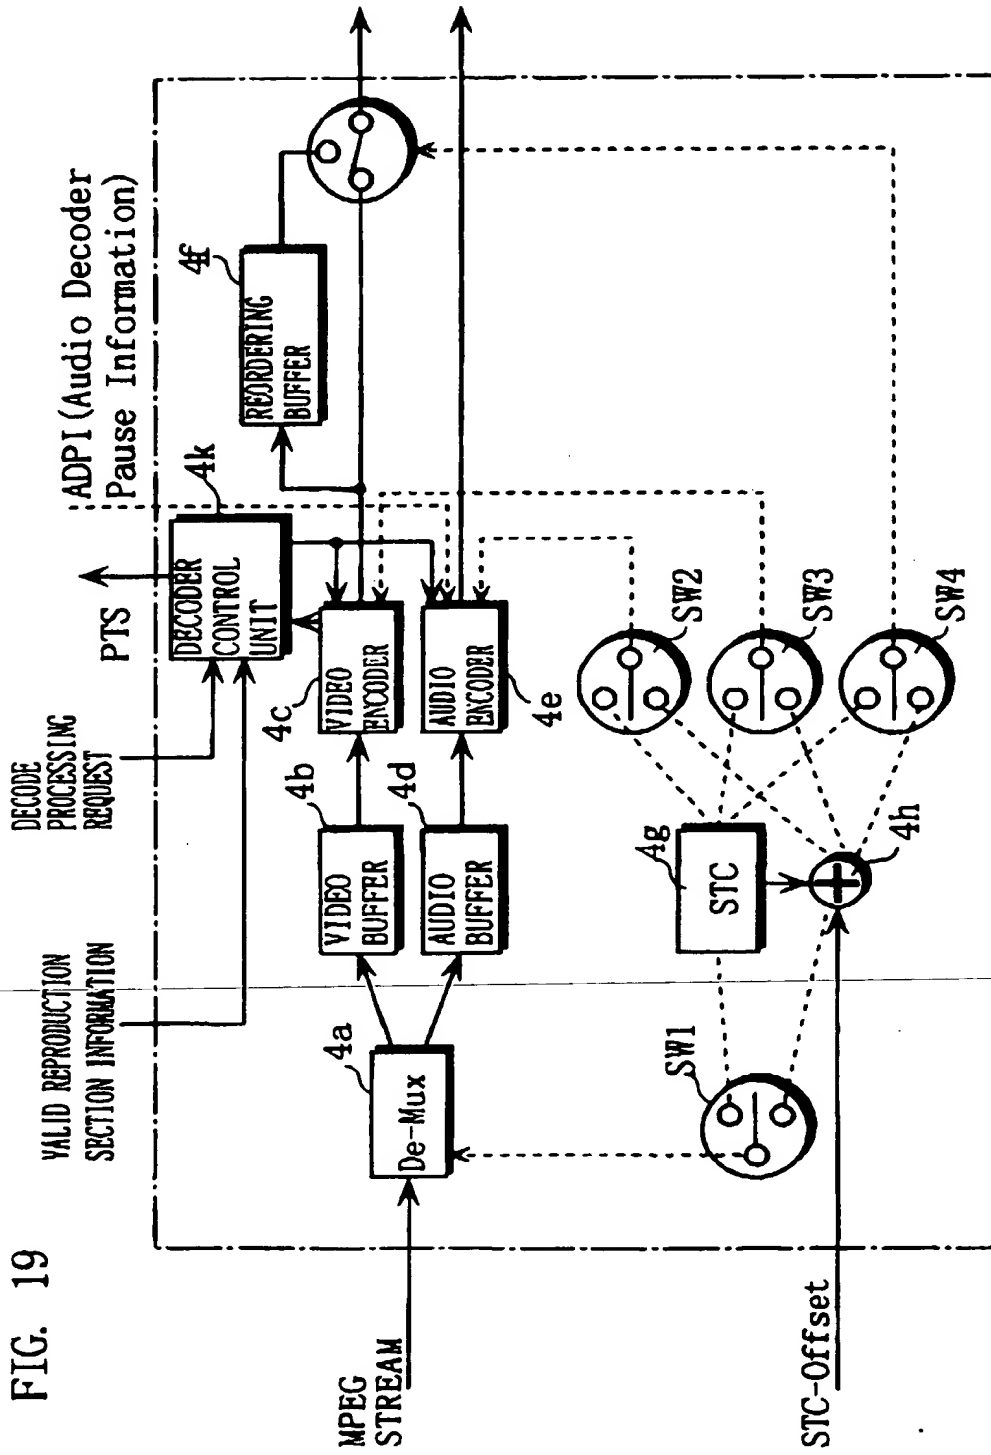 FIG. 19
VALID REPRODUCTION
SECTION INFORMATION
DECODE
PROCESSING
REQUEST
PTS
ADPI(Audio Decoder
Pause Information)
4k
DECODER
CONTROL
UNIT
4f
REORDERING
BUFFER
4c
VIDEO
ENCODER
4b
VIDEO
BUFFER
4d
AUDIO
BUFFER
AUDIO
ENCODER
4e
4a
De-Mux
MPEG
STREAM
SW1
4g
STC
4h
SW2
SW3
SW4
STC-Offset